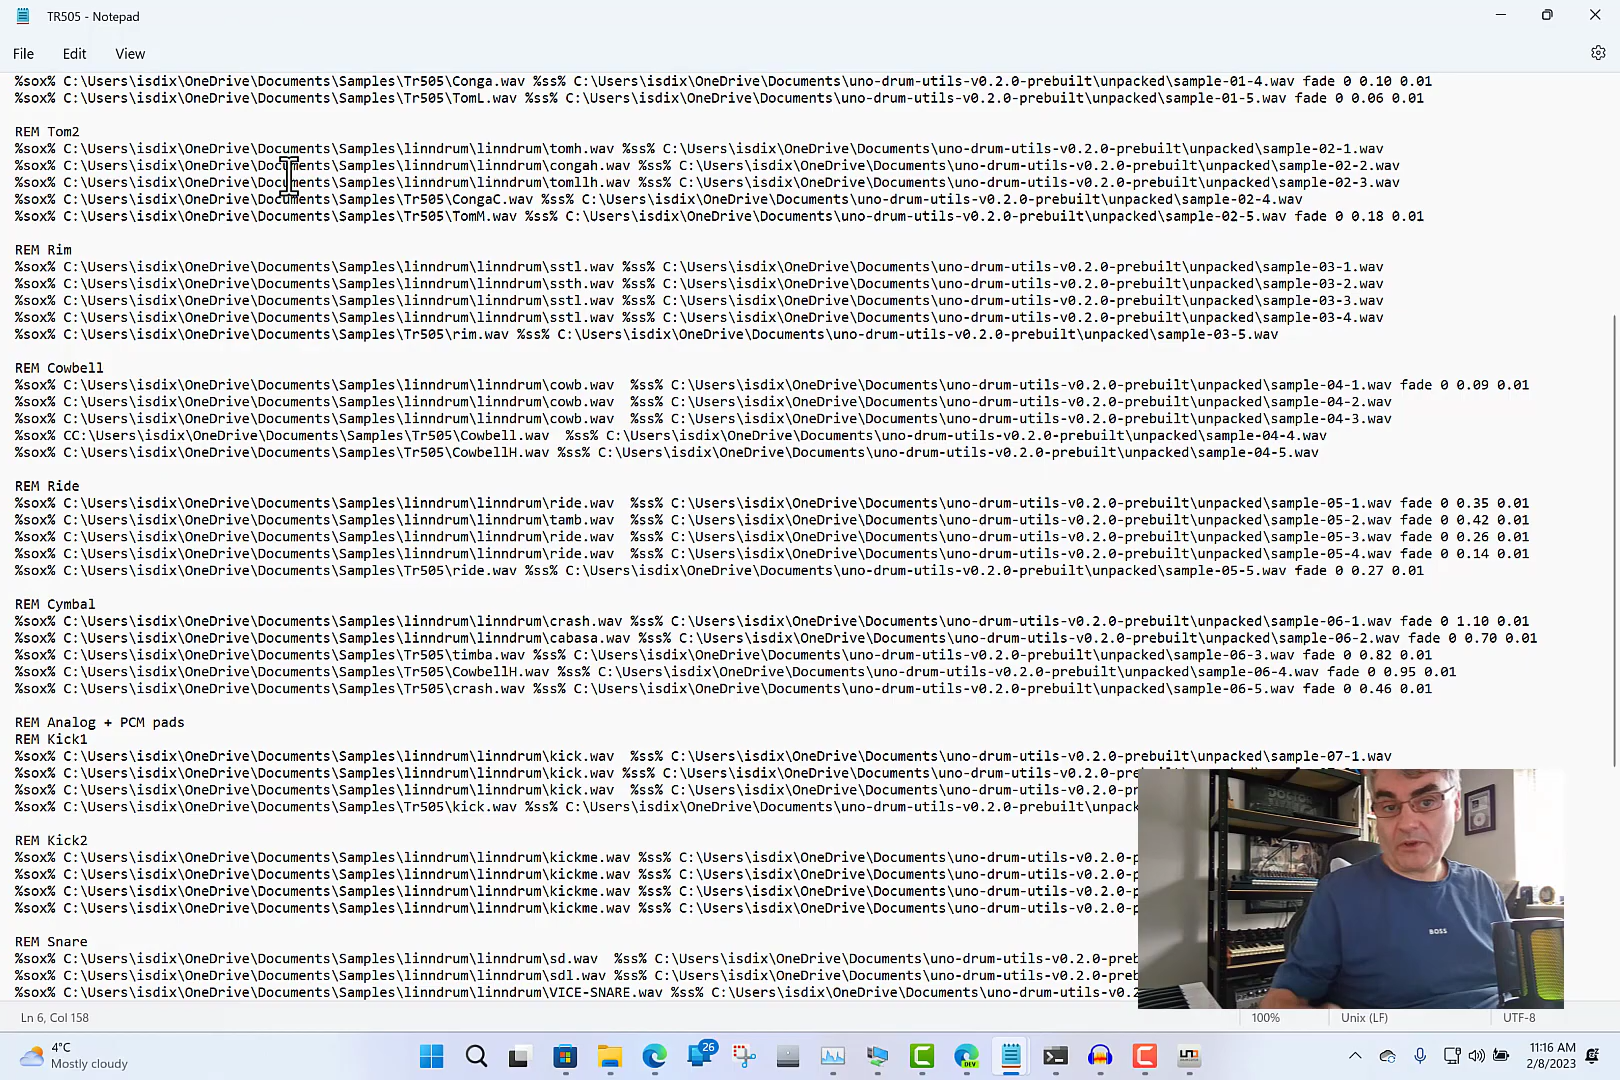 TR505 - Notepad
File Edit View
%sox% C:\Users\isdix\OneDrive\Documents\Samples\Tr505\Conga.wav %ss% C:\Users\isdix\OneDrive\Documents\uno-drum-utils-v0.2.0-prebuilt\unpacked\sample-01-4.wav fade 0 0.10 0.01
%sox% C:\Users\isdix\OneDrive\Documents\Samples\Tr505\TomL.wav %ss% C:\Users\isdix\OneDrive\Documents\uno-drum-utils-v0.2.0-prebuilt\unpacked\sample-01-5.wav fade 0 0.06 0.01
REM Tom2
%sox% C:\Users\isdix\OneDrive\Documents\Samples\linndrum\linndrum\tomh.wav %ss% C:\Users\isdix\OneDrive\Documents\uno-drum-utils-v0.2.0-prebuilt\unpacked\sample-02-1.wav
%sox% C:\Users\isdix\OneDrive\Documents\Samples\linndrum\linndrum\congah.wav %ss% C:\Users\isdix\OneDrive\Documents\uno-drum-utils-v0.2.0-prebuilt\unpacked\sample-02-2.wav
%sox% C:\Users\isdix\OneDrive\Documents\Samples\linndrum\linndrum\tomllh.wav %ss% C:\Users\isdix\OneDrive\Documents\uno-drum-utils-v0.2.0-prebuilt\unpacked\sample-02-3.wav
%sox% C:\Users\isdix\OneDrive\Documents\Samples\Tr505\CongaC.wav %ss% C:\Users\isdix\OneDrive\Documents\uno-drum-utils-v0.2.0-prebuilt\unpacked\sample-02-4.wav
%sox% C:\Users\isdix\OneDrive\Documents\Samples\Tr505\TomM.wav %ss% C:\Users\isdix\OneDrive\Documents\uno-drum-utils-v0.2.0-prebuilt\unpacked\sample-02-5.wav fade 0 0.18 0.01
REM Rim
%sox% C:\Users\isdix\OneDrive\Documents\Samples\linndrum\linndrum\sstl.wav %ss% C:\Users\isdix\OneDrive\Documents\uno-drum-utils-v0.2.0-prebuilt\unpacked\sample-03-1.wav
%sox% C:\Users\isdix\OneDrive\Documents\Samples\linndrum\linndrum\ssth.wav %ss% C:\Users\isdix\OneDrive\Documents\uno-drum-utils-v0.2.0-prebuilt\unpacked\sample-03-2.wav
%sox% C:\Users\isdix\OneDrive\Documents\Samples\linndrum\linndrum\sstl.wav %ss% C:\Users\isdix\OneDrive\Documents\uno-drum-utils-v0.2.0-prebuilt\unpacked\sample-03-3.wav
%sox% C:\Users\isdix\OneDrive\Documents\Samples\linndrum\linndrum\sstl.wav %ss% C:\Users\isdix\OneDrive\Documents\uno-drum-utils-v0.2.0-prebuilt\unpacked\sample-03-4.wav
%sox% C:\Users\isdix\OneDrive\Documents\Samples\Tr505\rim.wav %ss% C:\Users\isdix\OneDrive\Documents\uno-drum-utils-v0.2.0-prebuilt\unpacked\sample-03-5.wav
REM Cowbell
%sox% C:\Users\isdix\OneDrive\Documents\Samples\linndrum\linndrum\cowb.wav  %ss% C:\Users\isdix\OneDrive\Documents\uno-drum-utils-v0.2.0-prebuilt\unpacked\sample-04-1.wav fade 0 0.09 0.01
%sox% C:\Users\isdix\OneDrive\Documents\Samples\linndrum\linndrum\cowb.wav  %ss% C:\Users\isdix\OneDrive\Documents\uno-drum-utils-v0.2.0-prebuilt\unpacked\sample-04-2.wav
%sox% C:\Users\isdix\OneDrive\Documents\Samples\linndrum\linndrum\cowb.wav  %ss% C:\Users\isdix\OneDrive\Documents\uno-drum-utils-v0.2.0-prebuilt\unpacked\sample-04-3.wav
%sox% CC:\Users\isdix\OneDrive\Documents\Samples\Tr505\Cowbell.wav  %ss% C:\Users\isdix\OneDrive\Documents\uno-drum-utils-v0.2.0-prebuilt\unpacked\sample-04-4.wav
%sox% C:\Users\isdix\OneDrive\Documents\Samples\Tr505\CowbellH.wav %ss% C:\Users\isdix\OneDrive\Documents\uno-drum-utils-v0.2.0-prebuilt\unpacked\sample-04-5.wav
REM Ride
%sox% C:\Users\isdix\OneDrive\Documents\Samples\linndrum\linndrum\ride.wav  %ss% C:\Users\isdix\OneDrive\Documents\uno-drum-utils-v0.2.0-prebuilt\unpacked\sample-05-1.wav fade 0 0.35 0.01
%sox% C:\Users\isdix\OneDrive\Documents\Samples\linndrum\linndrum\tamb.wav  %ss% C:\Users\isdix\OneDrive\Documents\uno-drum-utils-v0.2.0-prebuilt\unpacked\sample-05-2.wav fade 0 0.42 0.01
%sox% C:\Users\isdix\OneDrive\Documents\Samples\linndrum\linndrum\ride.wav  %ss% C:\Users\isdix\OneDrive\Documents\uno-drum-utils-v0.2.0-prebuilt\unpacked\sample-05-3.wav fade 0 0.26 0.01
%sox% C:\Users\isdix\OneDrive\Documents\Samples\linndrum\linndrum\ride.wav  %ss% C:\Users\isdix\OneDrive\Documents\uno-drum-utils-v0.2.0-prebuilt\unpacked\sample-05-4.wav fade 0 0.14 0.01
%sox% C:\Users\isdix\OneDrive\Documents\Samples\Tr505\ride.wav %ss% C:\Users\isdix\OneDrive\Documents\uno-drum-utils-v0.2.0-prebuilt\unpacked\sample-05-5.wav fade 0 0.27 0.01
REM Cymbal
%sox% C:\Users\isdix\OneDrive\Documents\Samples\linndrum\linndrum\crash.wav %ss% C:\Users\isdix\OneDrive\Documents\uno-drum-utils-v0.2.0-prebuilt\unpacked\sample-06-1.wav fade 0 1.10 0.01
%sox% C:\Users\isdix\OneDrive\Documents\Samples\linndrum\linndrum\cabasa.wav %ss% C:\Users\isdix\OneDrive\Documents\uno-drum-utils-v0.2.0-prebuilt\unpacked\sample-06-2.wav fade 0 0.70 0.01
%sox% C:\Users\isdix\OneDrive\Documents\Samples\Tr505\timba.wav %ss% C:\Users\isdix\OneDrive\Documents\uno-drum-utils-v0.2.0-prebuilt\unpacked\sample-06-3.wav fade 0 0.82 0.01
%sox% C:\Users\isdix\OneDrive\Documents\Samples\Tr505\CowbellH.wav %ss% C:\Users\isdix\OneDrive\Documents\uno-drum-utils-v0.2.0-prebuilt\unpacked\sample-06-4.wav fade 0 0.95 0.01
%sox% C:\Users\isdix\OneDrive\Documents\Samples\Tr505\crash.wav %ss% C:\Users\isdix\OneDrive\Documents\uno-drum-utils-v0.2.0-prebuilt\unpacked\sample-06-5.wav fade 0 0.46 0.01
REM Analog + PCM pads
REM Kick1
%sox% C:\Users\isdix\OneDrive\Documents\Samples\linndrum\linndrum\kick.wav  %ss% C:\Users\isdix\OneDrive\Documents\uno-drum-utils-v0.2.0-prebuilt\unpacked\sample-07-1.wav
%sox% C:\Users\isdix\OneDrive\Documents\Samples\linndrum\linndrum\kick.wav %ss% C:\Users\isdix\OneDrive\Documents\uno-drum-utils-v0.2.0-pre
%sox% C:\Users\isdix\OneDrive\Documents\Samples\linndrum\linndrum\kick.wav  %ss% C:\Users\isdix\OneDrive\Documents\uno-drum-utils-v0.2.0-p
%sox% C:\Users\isdix\OneDrive\Documents\Samples\Tr505\kick.wav %ss% C:\Users\isdix\OneDrive\Documents\uno-drum-utils-v0.2.0-prebuilt\unpack
REM Kick2
%sox% C:\Users\isdix\OneDrive\Documents\Samples\linndrum\linndrum\kickme.wav %ss% C:\Users\isdix\OneDrive\Documents\uno-drum-utils-v0.2.0-p
%sox% C:\Users\isdix\OneDrive\Documents\Samples\linndrum\linndrum\kickme.wav %ss% C:\Users\isdix\OneDrive\Documents\uno-drum-utils-v0.2.0-p
%sox% C:\Users\isdix\OneDrive\Documents\Samples\linndrum\linndrum\kickme.wav %ss% C:\Users\isdix\OneDrive\Documents\uno-drum-utils-v0.2.0-p
%sox% C:\Users\isdix\OneDrive\Documents\Samples\linndrum\linndrum\kickme.wav %ss% C:\Users\isdix\OneDrive\Documents\uno-drum-utils-v0.2.0-p
REM Snare
%sox% C:\Users\isdix\OneDrive\Documents\Samples\linndrum\linndrum\sd.wav  %ss% C:\Users\isdix\OneDrive\Documents\uno-drum-utils-v0.2.0-preb
%sox% C:\Users\isdix\OneDrive\Documents\Samples\linndrum\linndrum\sdl.wav %ss% C:\Users\isdix\OneDrive\Documents\uno-drum-utils-v0.2.0-preb
%sox% C:\Users\isdix\OneDrive\Documents\Samples\linndrum\linndrum\VICE-SNARE.wav %ss% C:\Users\isdix\OneDrive\Documents\uno-drum-utils-v0.2
BOSS
Ln 6, Col 158 100% Unix (LF) UTF-8
4°C
Mostly cloudy
26
DEV
11:16 AM
2/8/2023